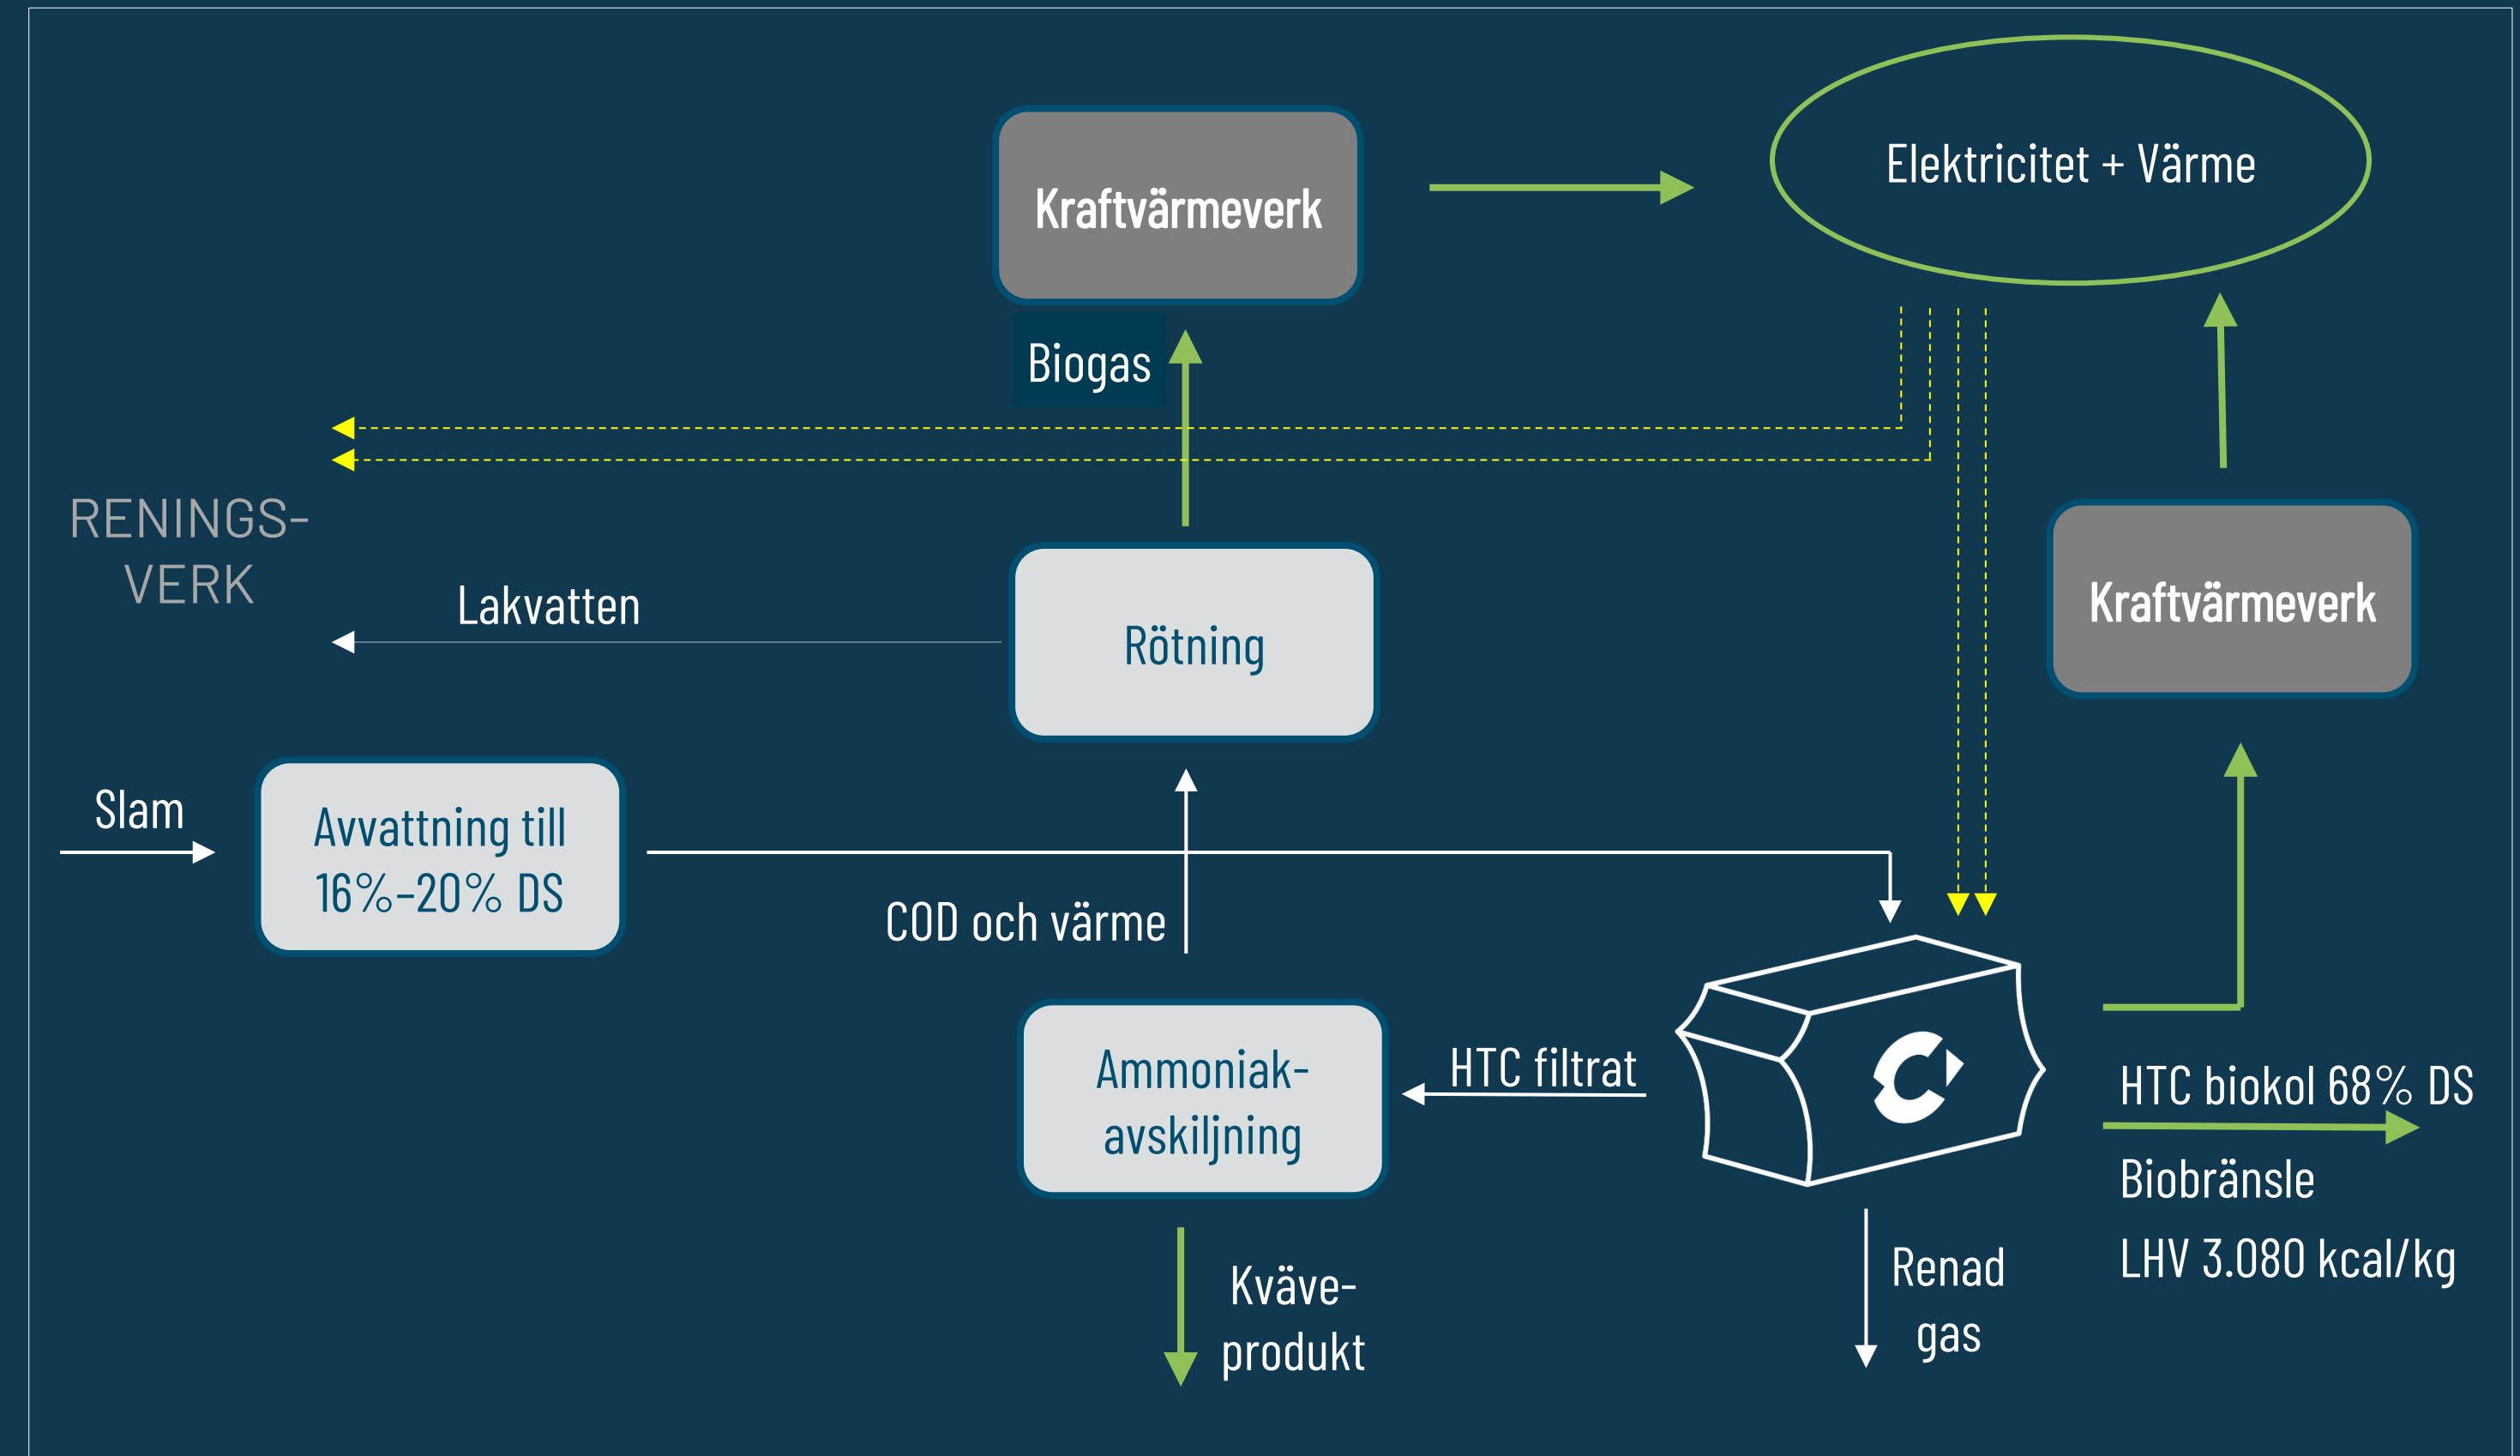 Kraftvärmeverk
Elektricitet + Värme
Biogas
RENINGS-
VERK
Lakvatten
Rötning
Kraftvärmeverk
Slam
Avvattning till
16%-20% DS
COD och värme
Ammoniak-
avskiljning
HTC filtrat
HTC biokol 68% DS
Biobränsle
LHV 3.080 kcal/kg
Kväve-
produkt
Renad
gas